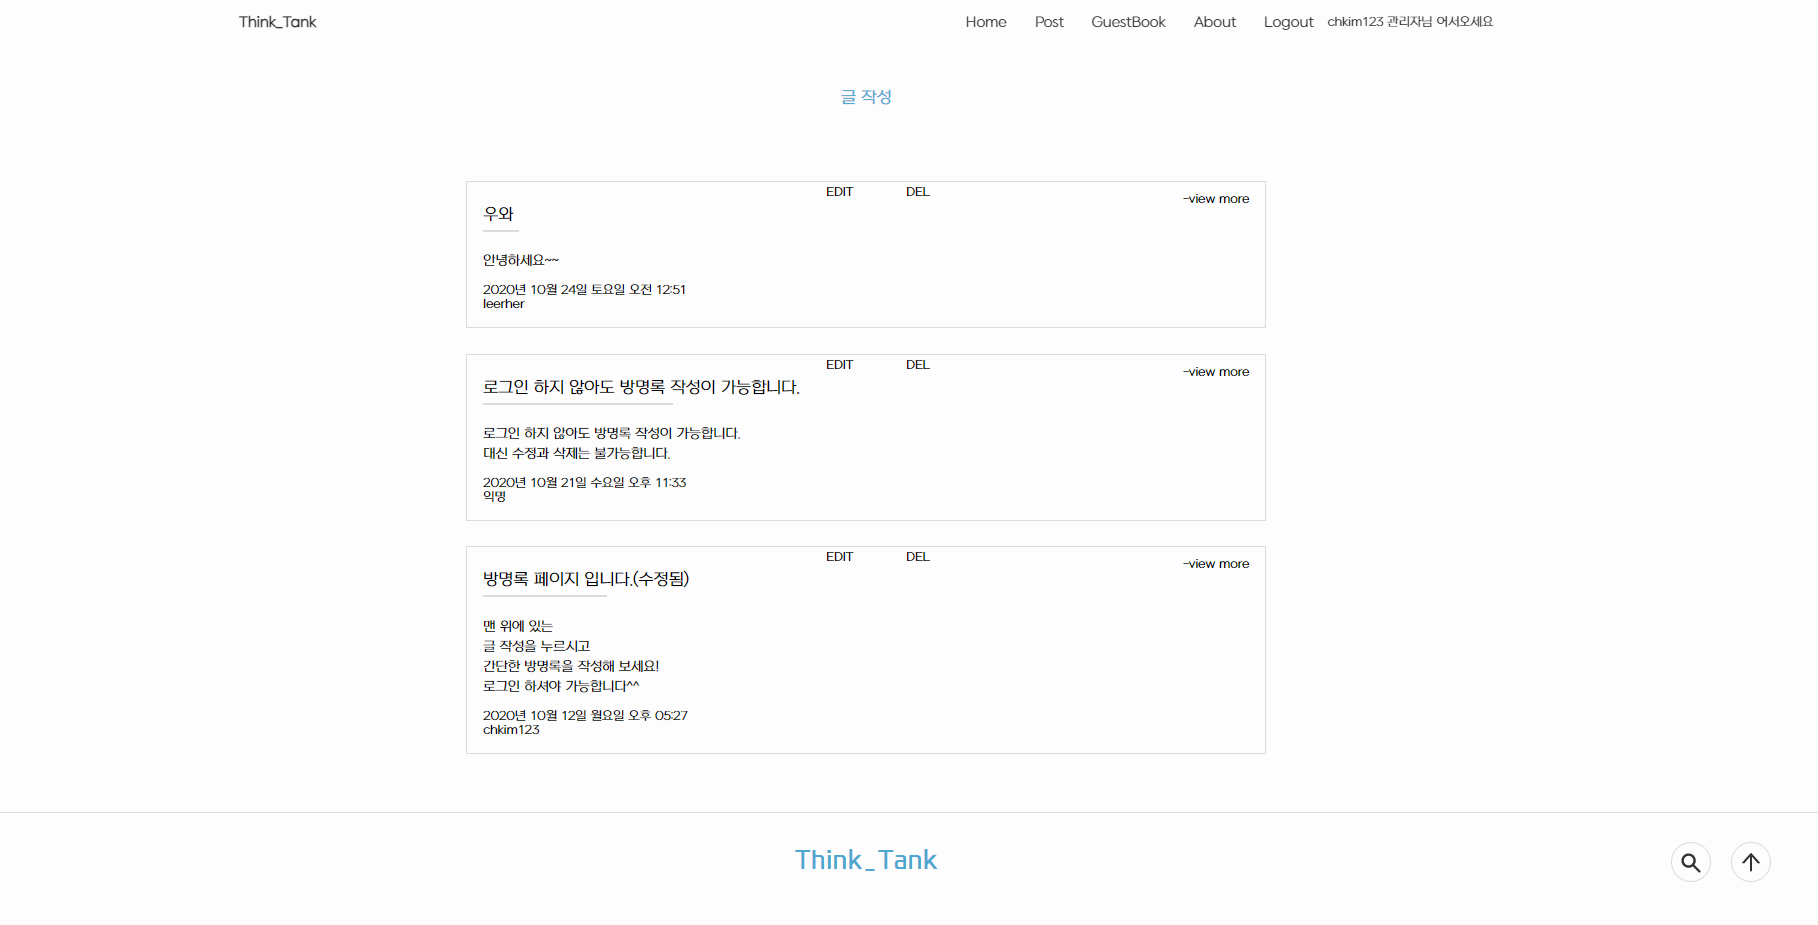 Think_Tank
Home Post GuestBook About Logout chkim123 관리자님 어서오세요
글 작성
EDIT DEL -view more
우와
안녕하세요~~
2020년 10월 24일 토요일 오전 12:51
leerher
EDIT DEL -view more
로그인 하지 않아도 방명록 작성이 가능합니다.
로그인 하지 않아도 방명록 작성이 가능합니다.
대신 수정과 삭제는 불가능합니다.
2020년 10월 21일 수요일 오후 11:33
익명
EDIT DEL -view more
방명록 페이지 입니다.(수정됨)
맨 위에 있는
글 작성을 누르시고
간단한 방명록을 작성해 보세요!
로그인 하셔야 가능합니다^^
2020년 10월 12일 월요일 오후 05:27
chkim123
Think_Tank